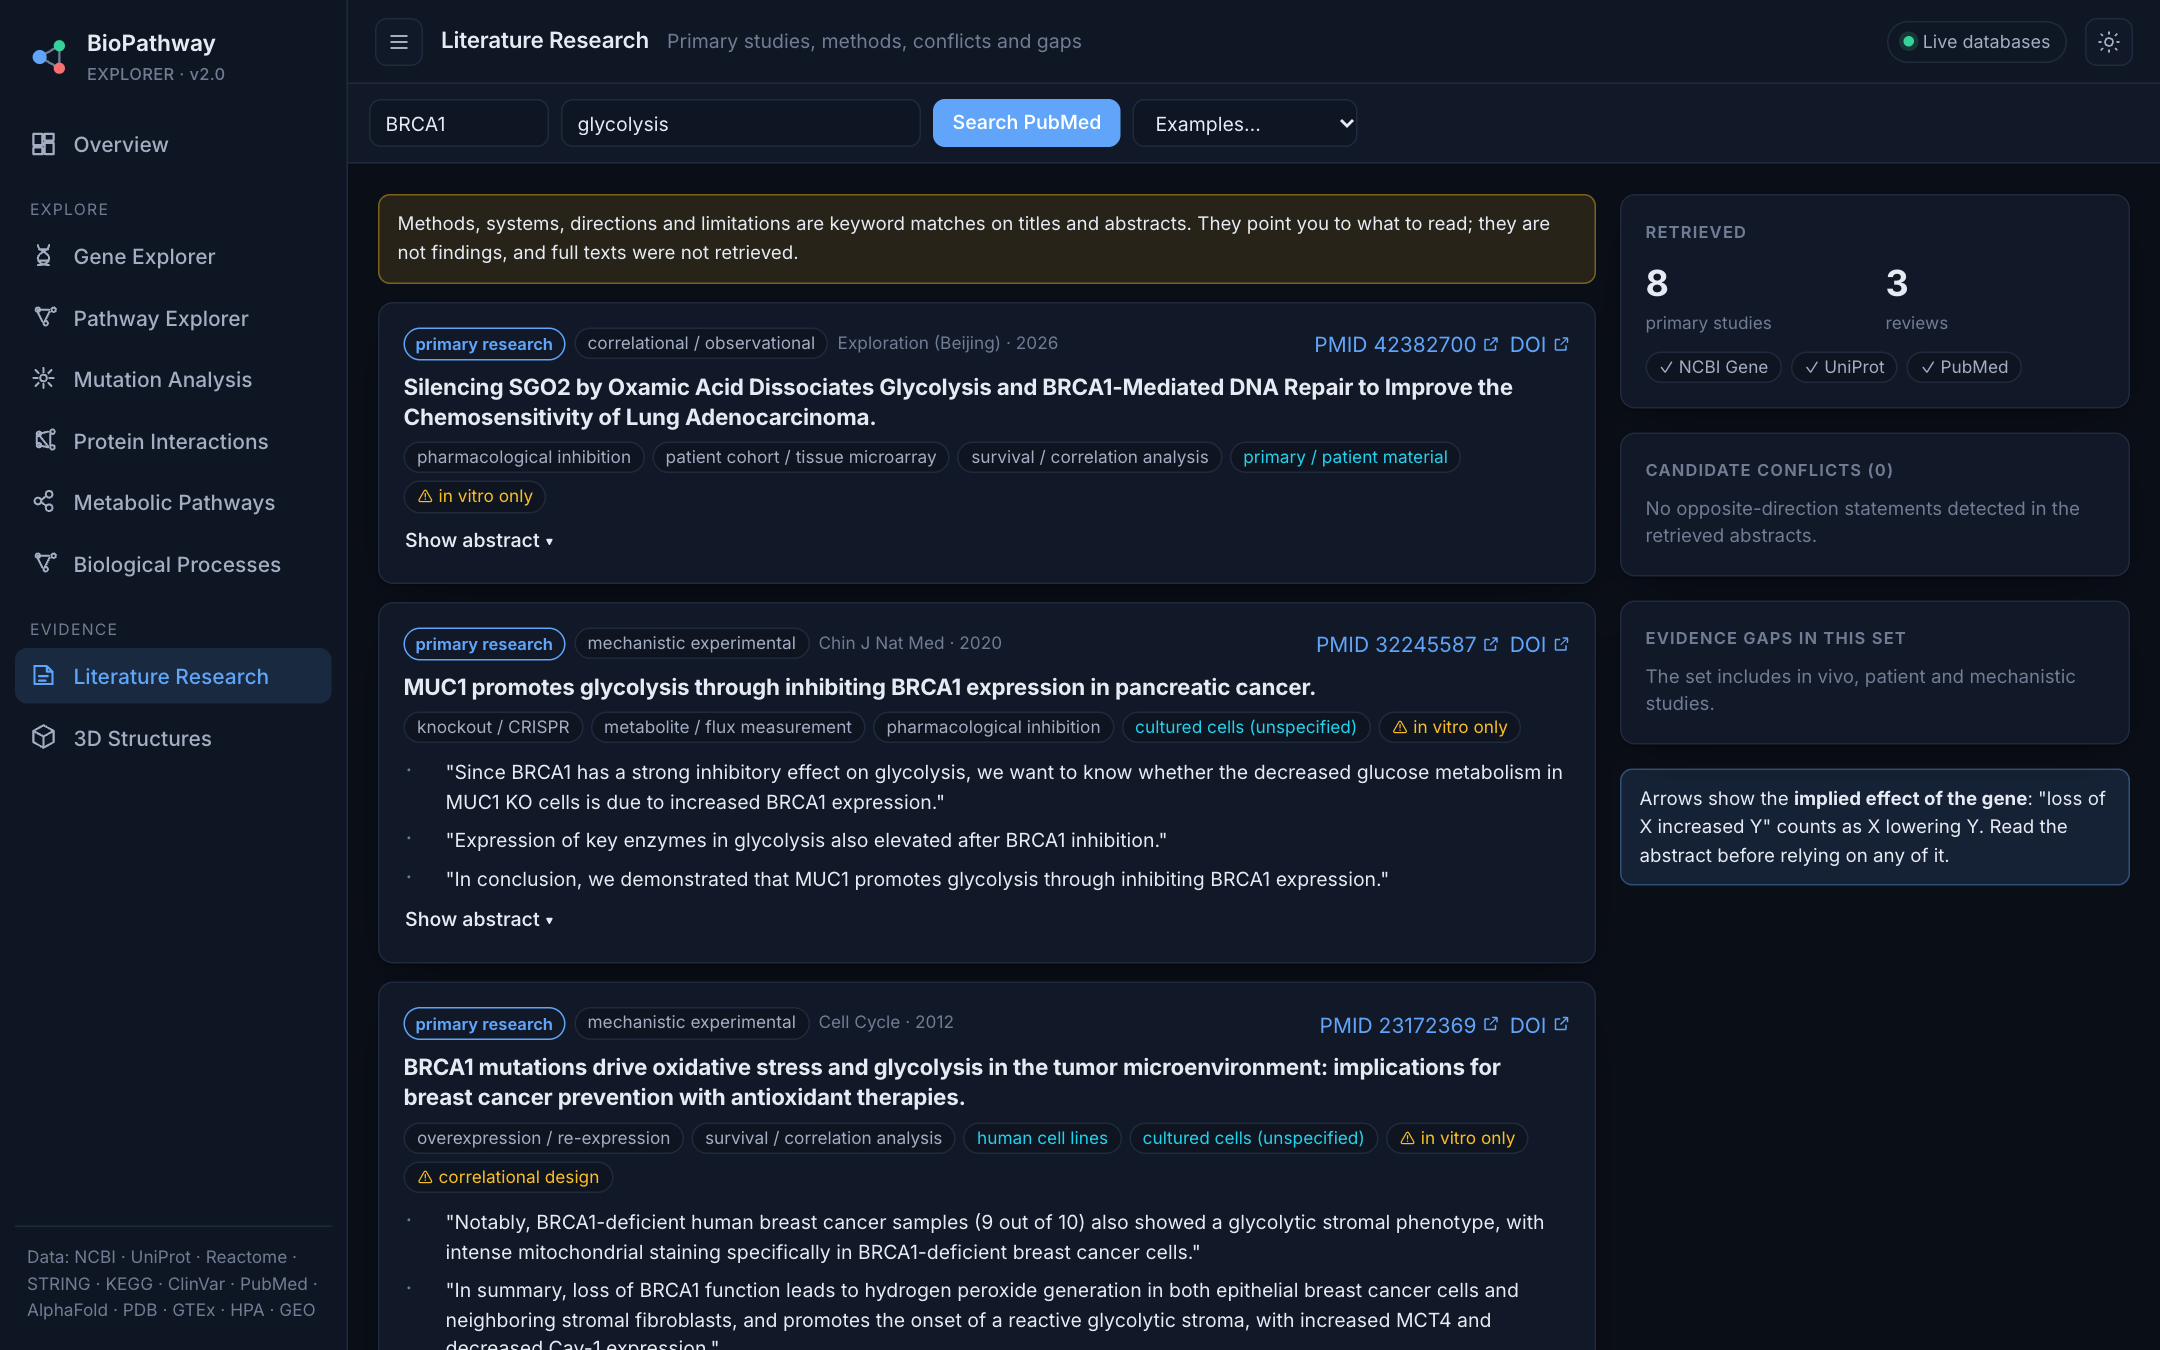 BioPathway
EXPLORER · v2.0
Overview
EXPLORE
Gene Explorer
Pathway Explorer
Mutation Analysis
Protein Interactions
Metabolic Pathways
Biological Processes
EVIDENCE
Literature Research
3D Structures
Data: NCBI · UniProt · Reactome ·
STRING · KEGG · ClinVar · PubMed ·
AlphaFold · PDB · GTEx · HPA · GEO
Literature Research Primary studies, methods, conflicts and gaps
Live databases
BRCA1 glycolysis Search PubMed Examples...
Methods, systems, directions and limitations are keyword matches on titles and abstracts. They point you to what to read; they are
not findings, and full texts were not retrieved.
primary research correlational / observational Exploration (Beijing) · 2026 PMID 42382700 DOI
Silencing SGO2 by Oxamic Acid Dissociates Glycolysis and BRCA1-Mediated DNA Repair to Improve the
Chemosensitivity of Lung Adenocarcinoma.
pharmacological inhibition patient cohort / tissue microarray survival / correlation analysis primary / patient material
⚠ in vitro only
Show abstract ▾
primary research mechanistic experimental Chin J Nat Med · 2020 PMID 32245587 DOI
MUC1 promotes glycolysis through inhibiting BRCA1 expression in pancreatic cancer.
knockout / CRISPR metabolite / flux measurement pharmacological inhibition cultured cells (unspecified) ⚠ in vitro only
· "Since BRCA1 has a strong inhibitory effect on glycolysis, we want to know whether the decreased glucose metabolism in
MUC1 KO cells is due to increased BRCA1 expression."
· "Expression of key enzymes in glycolysis also elevated after BRCA1 inhibition."
· "In conclusion, we demonstrated that MUC1 promotes glycolysis through inhibiting BRCA1 expression."
Show abstract ▾
primary research mechanistic experimental Cell Cycle · 2012 PMID 23172369 DOI
BRCA1 mutations drive oxidative stress and glycolysis in the tumor microenvironment: implications for
breast cancer prevention with antioxidant therapies.
overexpression / re-expression survival / correlation analysis human cell lines cultured cells (unspecified) ⚠ in vitro only
⚠ correlational design
· "Notably, BRCA1-deficient human breast cancer samples (9 out of 10) also showed a glycolytic stromal phenotype, with
intense mitochondrial staining specifically in BRCA1-deficient breast cancer cells."
· "In summary, loss of BRCA1 function leads to hydrogen peroxide generation in both epithelial breast cancer cells and
neighboring stromal fibroblasts, and promotes the onset of a reactive glycolytic stroma, with increased MCT4 and
decreased Cav-1 expression."
RETRIEVED
8 3
primary studies reviews
✓ NCBI Gene ✓ UniProt ✓ PubMed
CANDIDATE CONFLICTS (0)
No opposite-direction statements detected in the
retrieved abstracts.
EVIDENCE GAPS IN THIS SET
The set includes in vivo, patient and mechanistic
studies.
Arrows show the implied effect of the gene: "loss of
X increased Y" counts as X lowering Y. Read the
abstract before relying on any of it.